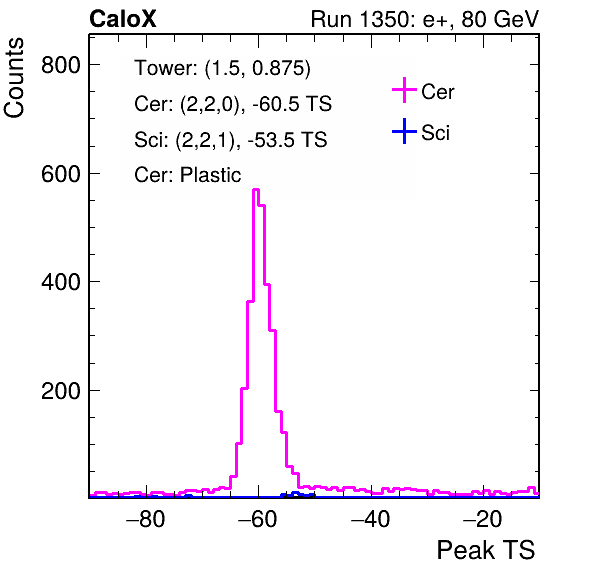 CaloX Run 1350: e+, 80 GeV
Counts
Tower: (1.5, 0.875)
Cer: (2,2,0), -60.5 TS
Sci: (2,2,1), -53.5 TS
Cer: Plastic
Cer
Sci
800
600
400
200
−80 −60 −40 −20
Peak TS